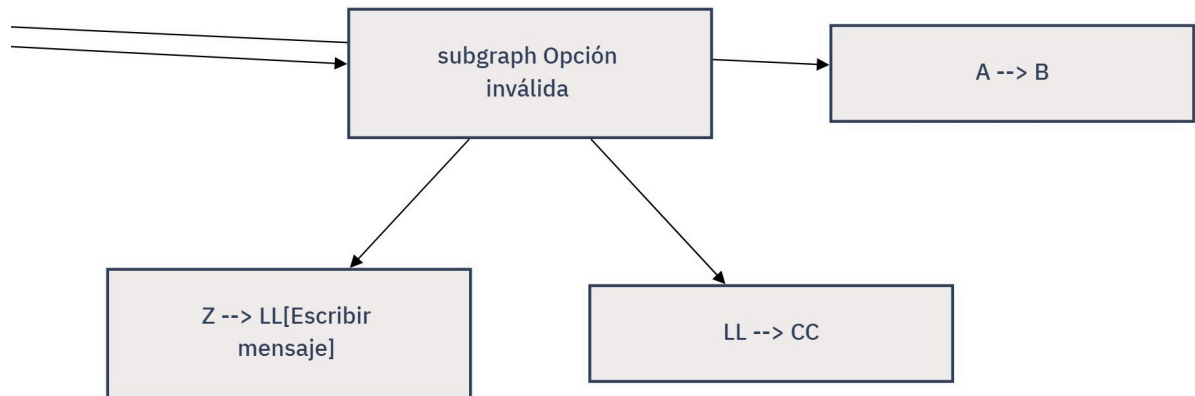 subgraph Opción
inválida
A --> B
Z --> LL[Escribir
mensaje]
LL --> CC